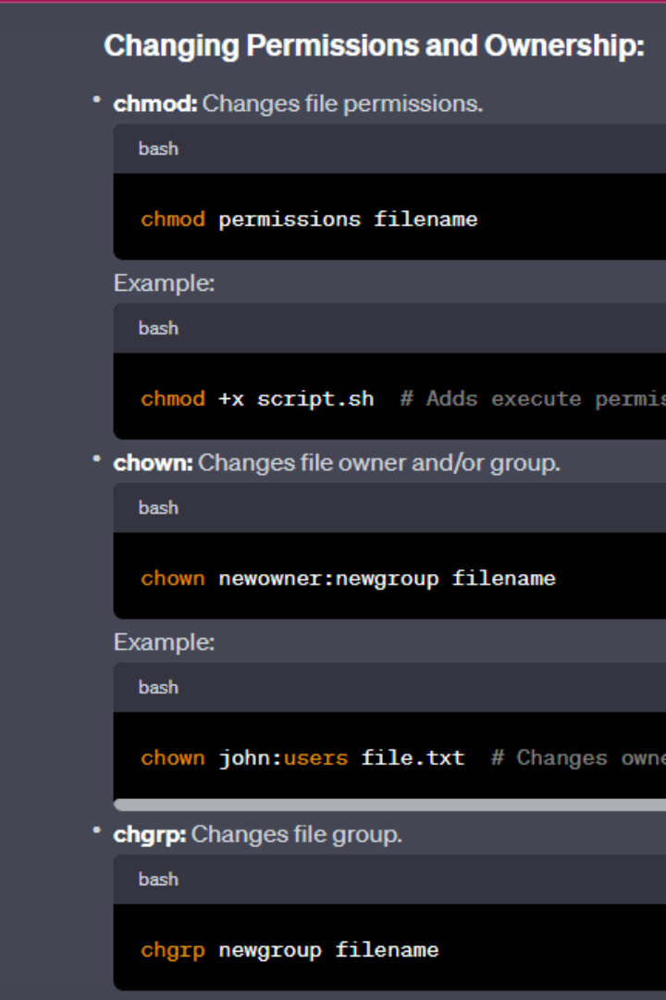 Changing Permissions and Ownership:
• chmod: Changes file permissions.
bash
chmod permissions filename
Example:
bash
chmod +x script.sh # Adds execute
• chown: Changes file owner and/or group.
bash
chown newowner:newgroup filename
Example:
bash
chown john:users file.txt # Changes
• chgrp: Changes file group.
bash
chgrp newgroup filename